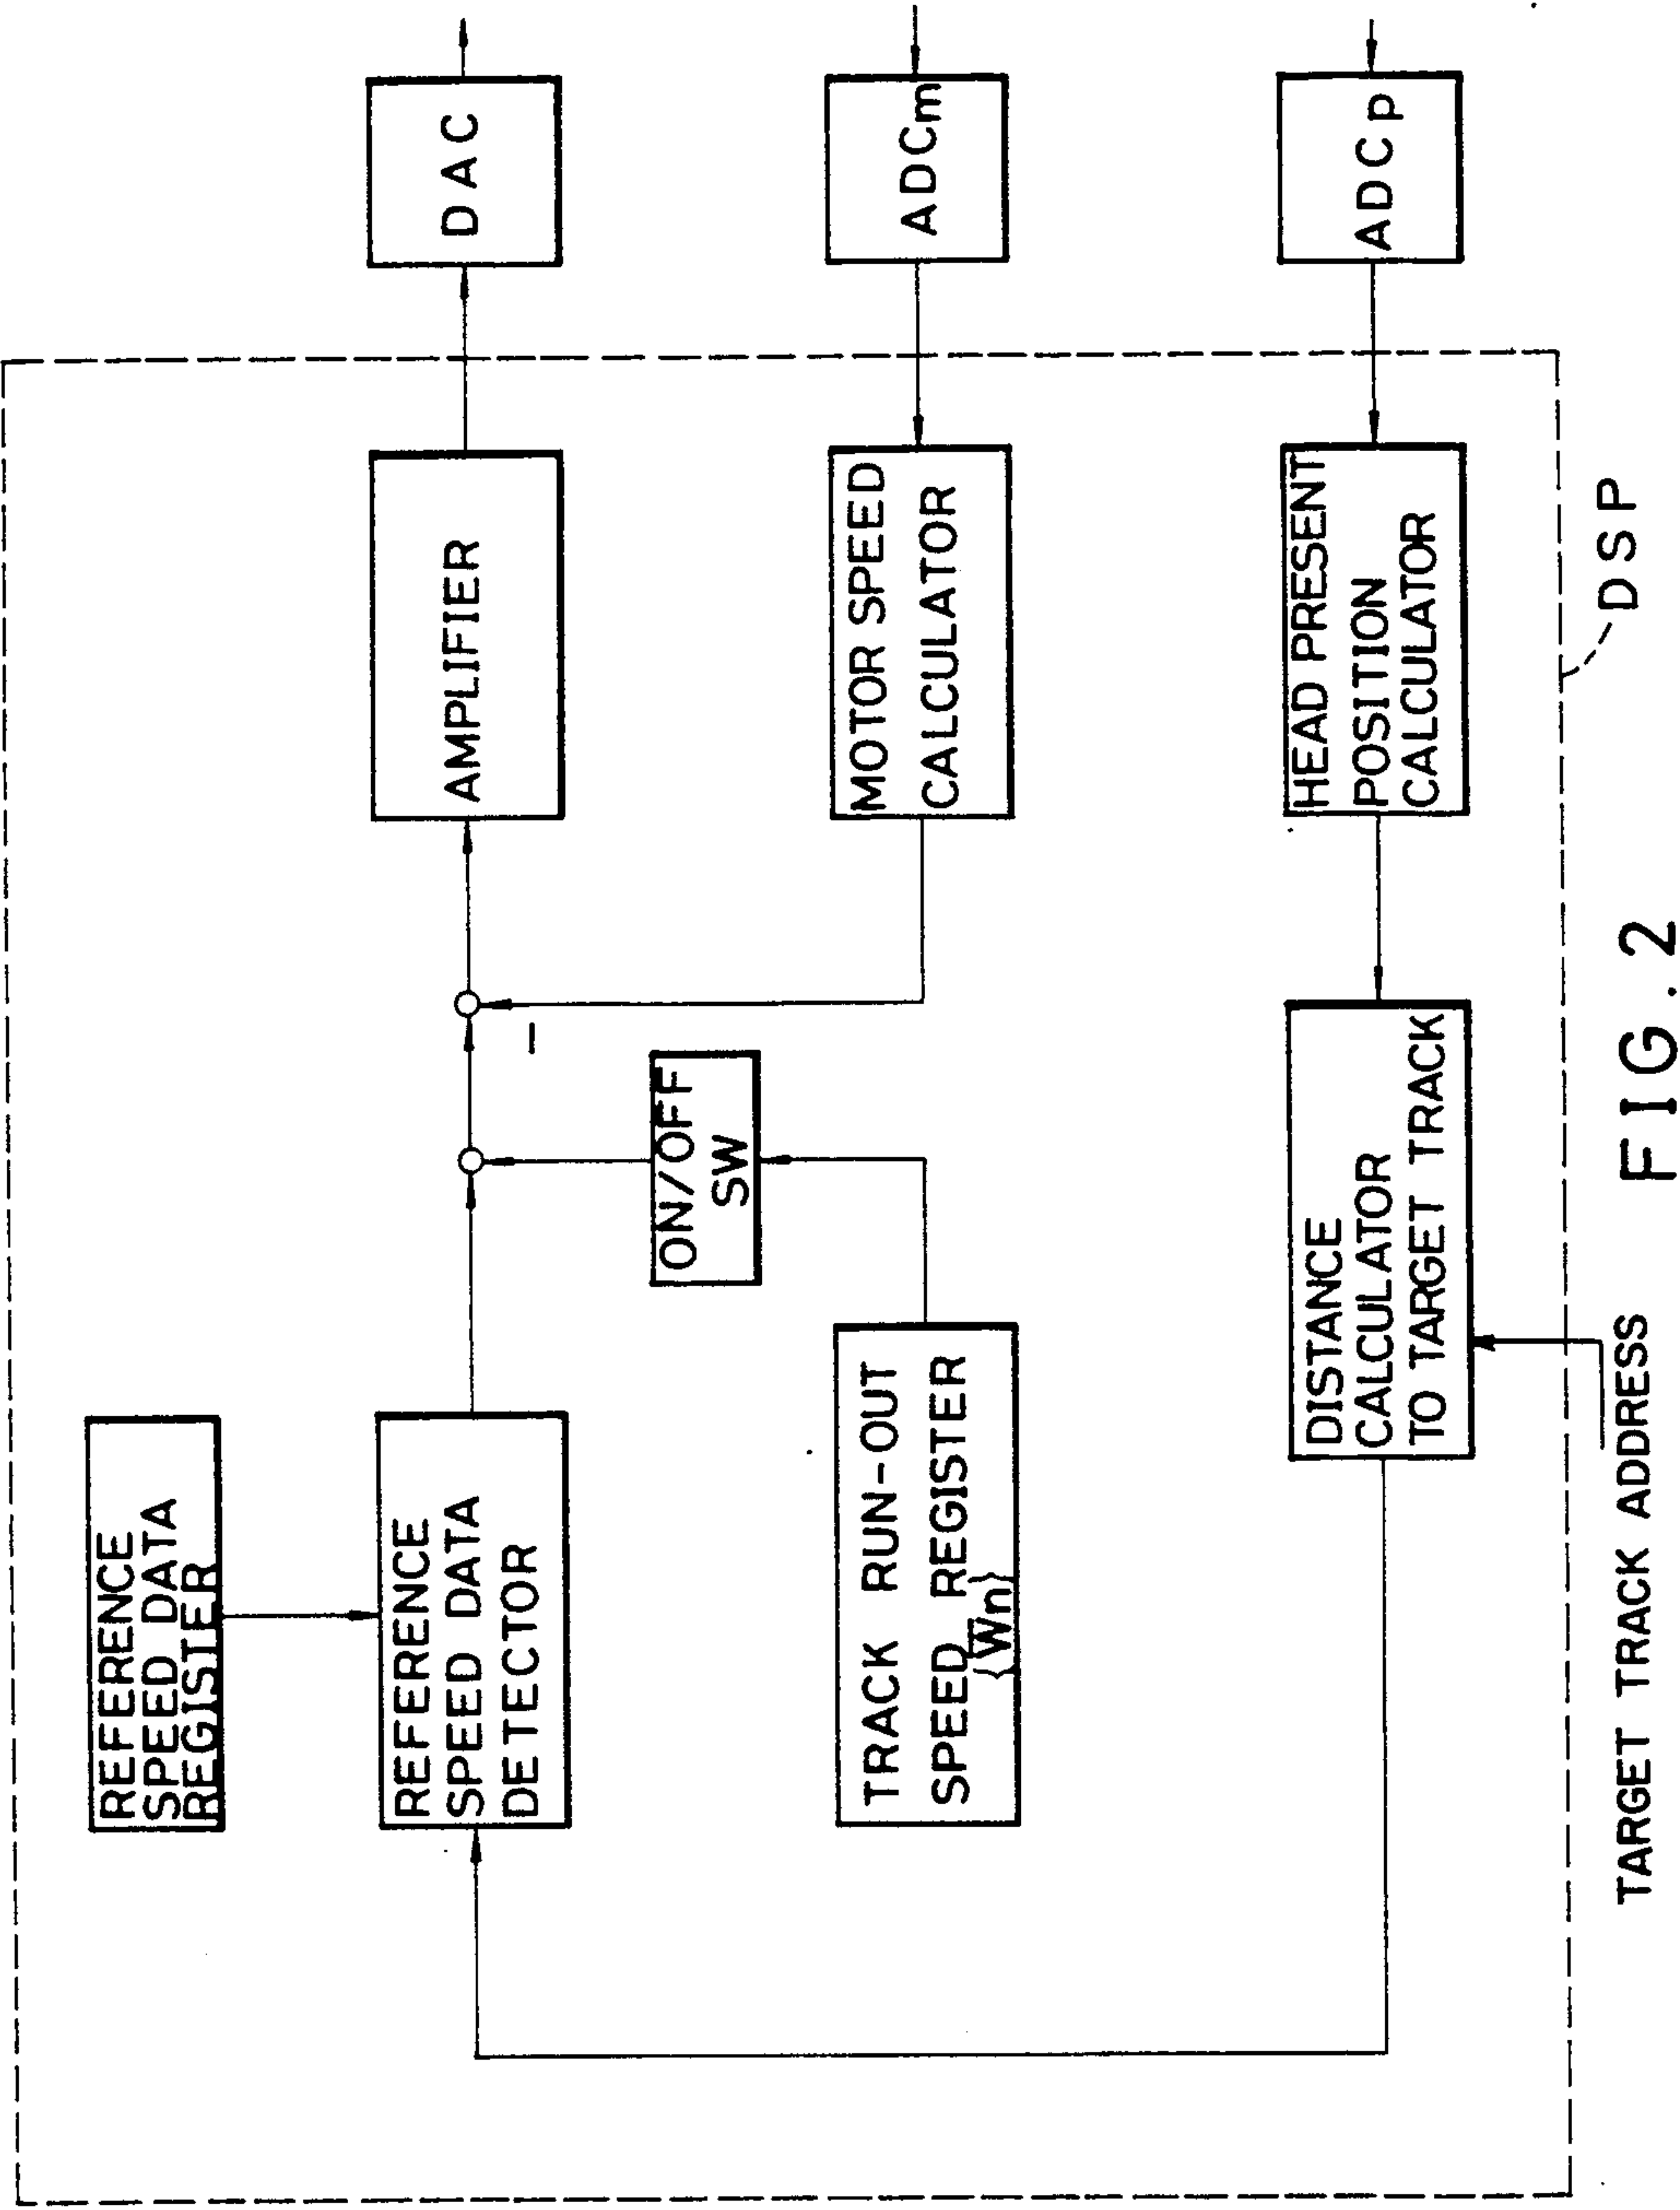 REFERENCE
SPEED DATA
REGISTER
REFERENCE
SPEED DATA
DETECTOR
AMPLIFIER
DAC
ON/OFF
SW
TRACK RUN-OUT
SPEED REGISTER
{Wn}
MOTOR SPEED
CALCULATOR
ADCm
DISTANCE
CALCULATOR
TO TARGET TRACK
HEAD PRESENT
POSITION
CALCULATOR
ADCp
TARGET TRACK ADDRESS
DSP
FIG. 2